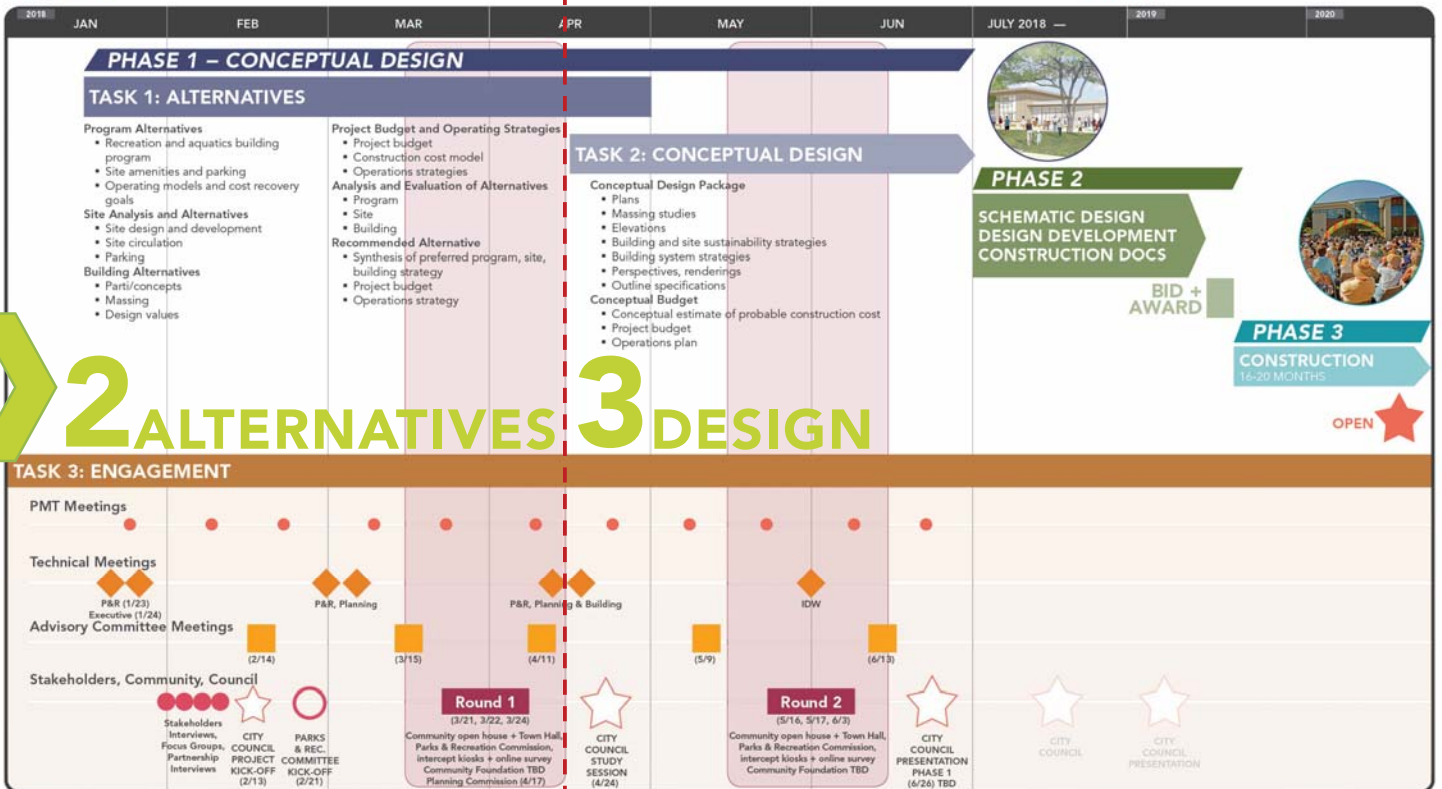 2018
JAN FEB MAR APR MAY JUN JULY 2018 — 2019 2020
PHASE 1 – CONCEPTUAL DESIGN
TASK 1: ALTERNATIVES
Program Alternatives
▪ Recreation and aquatics building
program
▪ Site amenities and parking
▪ Operating models and cost recovery
goals
Site Analysis and Alternatives
▪ Site design and development
▪ Site circulation
▪ Parking
Building Alternatives
▪ Parti/concepts
▪ Massing
▪ Design values
Project Budget and Operating Strategies
▪ Project budget
▪ Construction cost model
▪ Operations strategies
Analysis and Evaluation of Alternatives
▪ Program
▪ Site
▪ Building
Recommended Alternative
▪ Synthesis of preferred program, site,
building strategy
▪ Project budget
▪ Operations strategy
TASK 2: CONCEPTUAL DESIGN
Conceptual Design Package
▪ Plans
▪ Massing studies
▪ Elevations
▪ Building and site sustainability strategies
▪ Building system strategies
▪ Perspectives, renderings
▪ Outline specifications
Conceptual Budget
▪ Conceptual estimate of probable construction cost
▪ Project budget
▪ Operations plan
PHASE 2
SCHEMATIC DESIGN
DESIGN DEVELOPMENT
CONSTRUCTION DOCS
BID +
AWARD
PHASE 3
CONSTRUCTION
16-20 MONTHS
OPEN
2 ALTERNATIVES 3 DESIGN
TASK 3: ENGAGEMENT
PMT Meetings
Technical Meetings
P&R (1/23)
Executive (1/24)
P&R, Planning
P&R, Planning & Building
IDW
Advisory Committee Meetings
(2/14)
(3/15)
(4/11)
(5/9)
(6/13)
Stakeholders, Community, Council
Stakeholders
Interviews,
Focus Groups,
Partnership
Interviews
CITY
COUNCIL
PROJECT
KICK-OFF
(2/13)
PARKS
& REC.
COMMITTEE
KICK-OFF
(2/21)
Round 1
(3/21, 3/22, 3/24)
Community open house + Town Hall,
Parks & Recreation Commission,
intercept kiosks + online survey
Community Foundation TBD
Planning Commission (4/17)
CITY
COUNCIL
STUDY
SESSION
(4/24)
Round 2
(5/16, 5/17, 6/3)
Community open house + Town Hall,
Parks & Recreation Commission,
intercept kiosks + online survey
Community Foundation TBD
CITY
COUNCIL
PRESENTATION
PHASE 1
(6/26) TBD
CITY
COUNCIL
CITY
COUNCIL
PRESENTATION